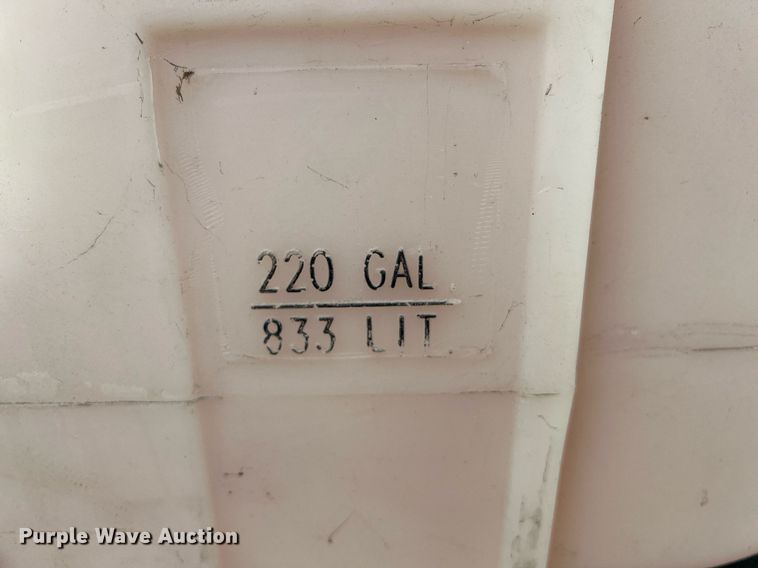 220 GAL
833 LIT
Purple Wave Auction